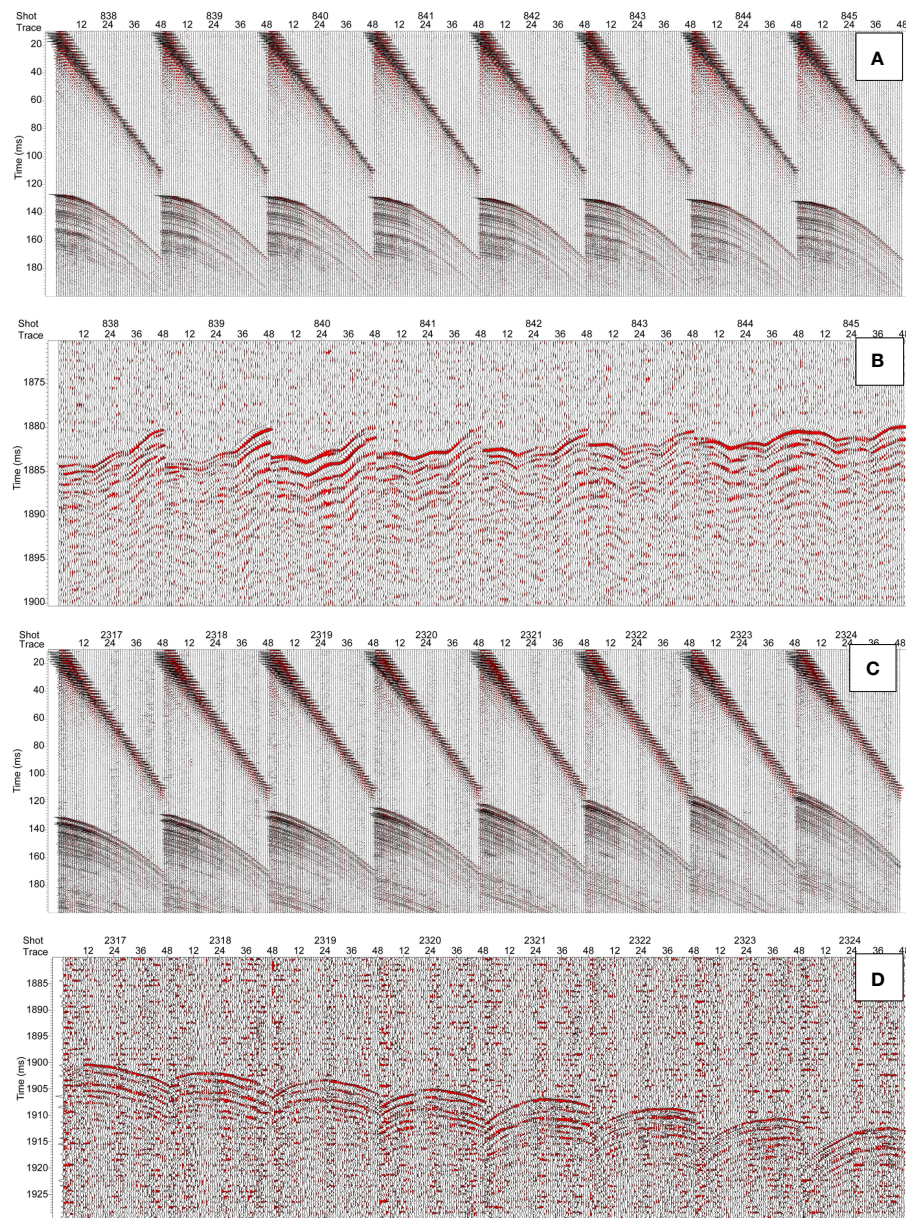 Shot 838 839 840 841 842 843 844 845
Trace 12 24 36 48 12 24 36 48 12 24 36 48 12 24 36 48 12 24 36 48 12 24 36 48 12 24 36 48 12 24 36 48
A
Time (ms)
20
40
60
80
100
120
140
160
180
Shot 838 839 840 841 842 843 844 845
Trace 12 24 36 48 12 24 36 48 12 24 36 48 12 24 36 48 12 24 36 48 12 24 36 48 12 24 36 48 12 24 36 48
B
Time (ms)
1875
1880
1885
1890
1895
1900
Shot 2317 2318 2319 2320 2321 2322 2323 2324
Trace 12 24 36 48 12 24 36 48 12 24 36 48 12 24 36 48 12 24 36 48 12 24 36 48 12 24 36 48 12 24 36 48
C
Time (ms)
20
40
60
80
100
120
140
160
180
Shot 2317 2318 2319 2320 2321 2322 2323 2324
Trace 12 24 36 48 12 24 36 48 12 24 36 48 12 24 36 48 12 24 36 48 12 24 36 48 12 24 36 48 12 24 36 48
D
Time (ms)
1885
1890
1895
1900
1905
1910
1915
1920
1925